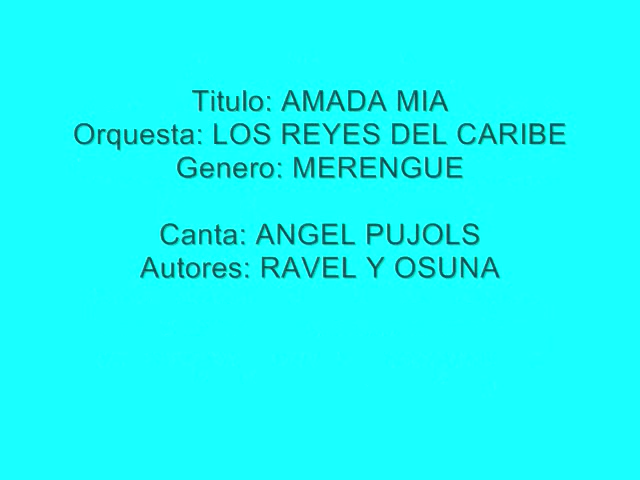 Titulo: AMADA MIA
Orquesta: LOS REYES DEL CARIBE
Genero: MERENGUE
Canta: ANGEL PUJOLS
Autores: RAVEL Y OSUNA